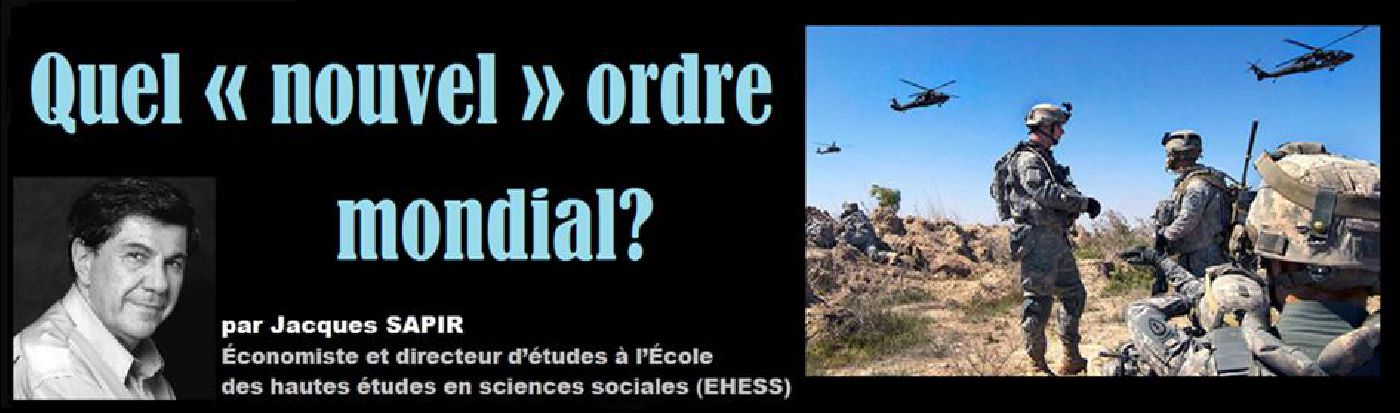 Quel « nouvel » ordre
mondial?
par Jacques SAPIR
Économiste et directeur d’études à l’École
des hautes études en sciences sociales (EHESS)